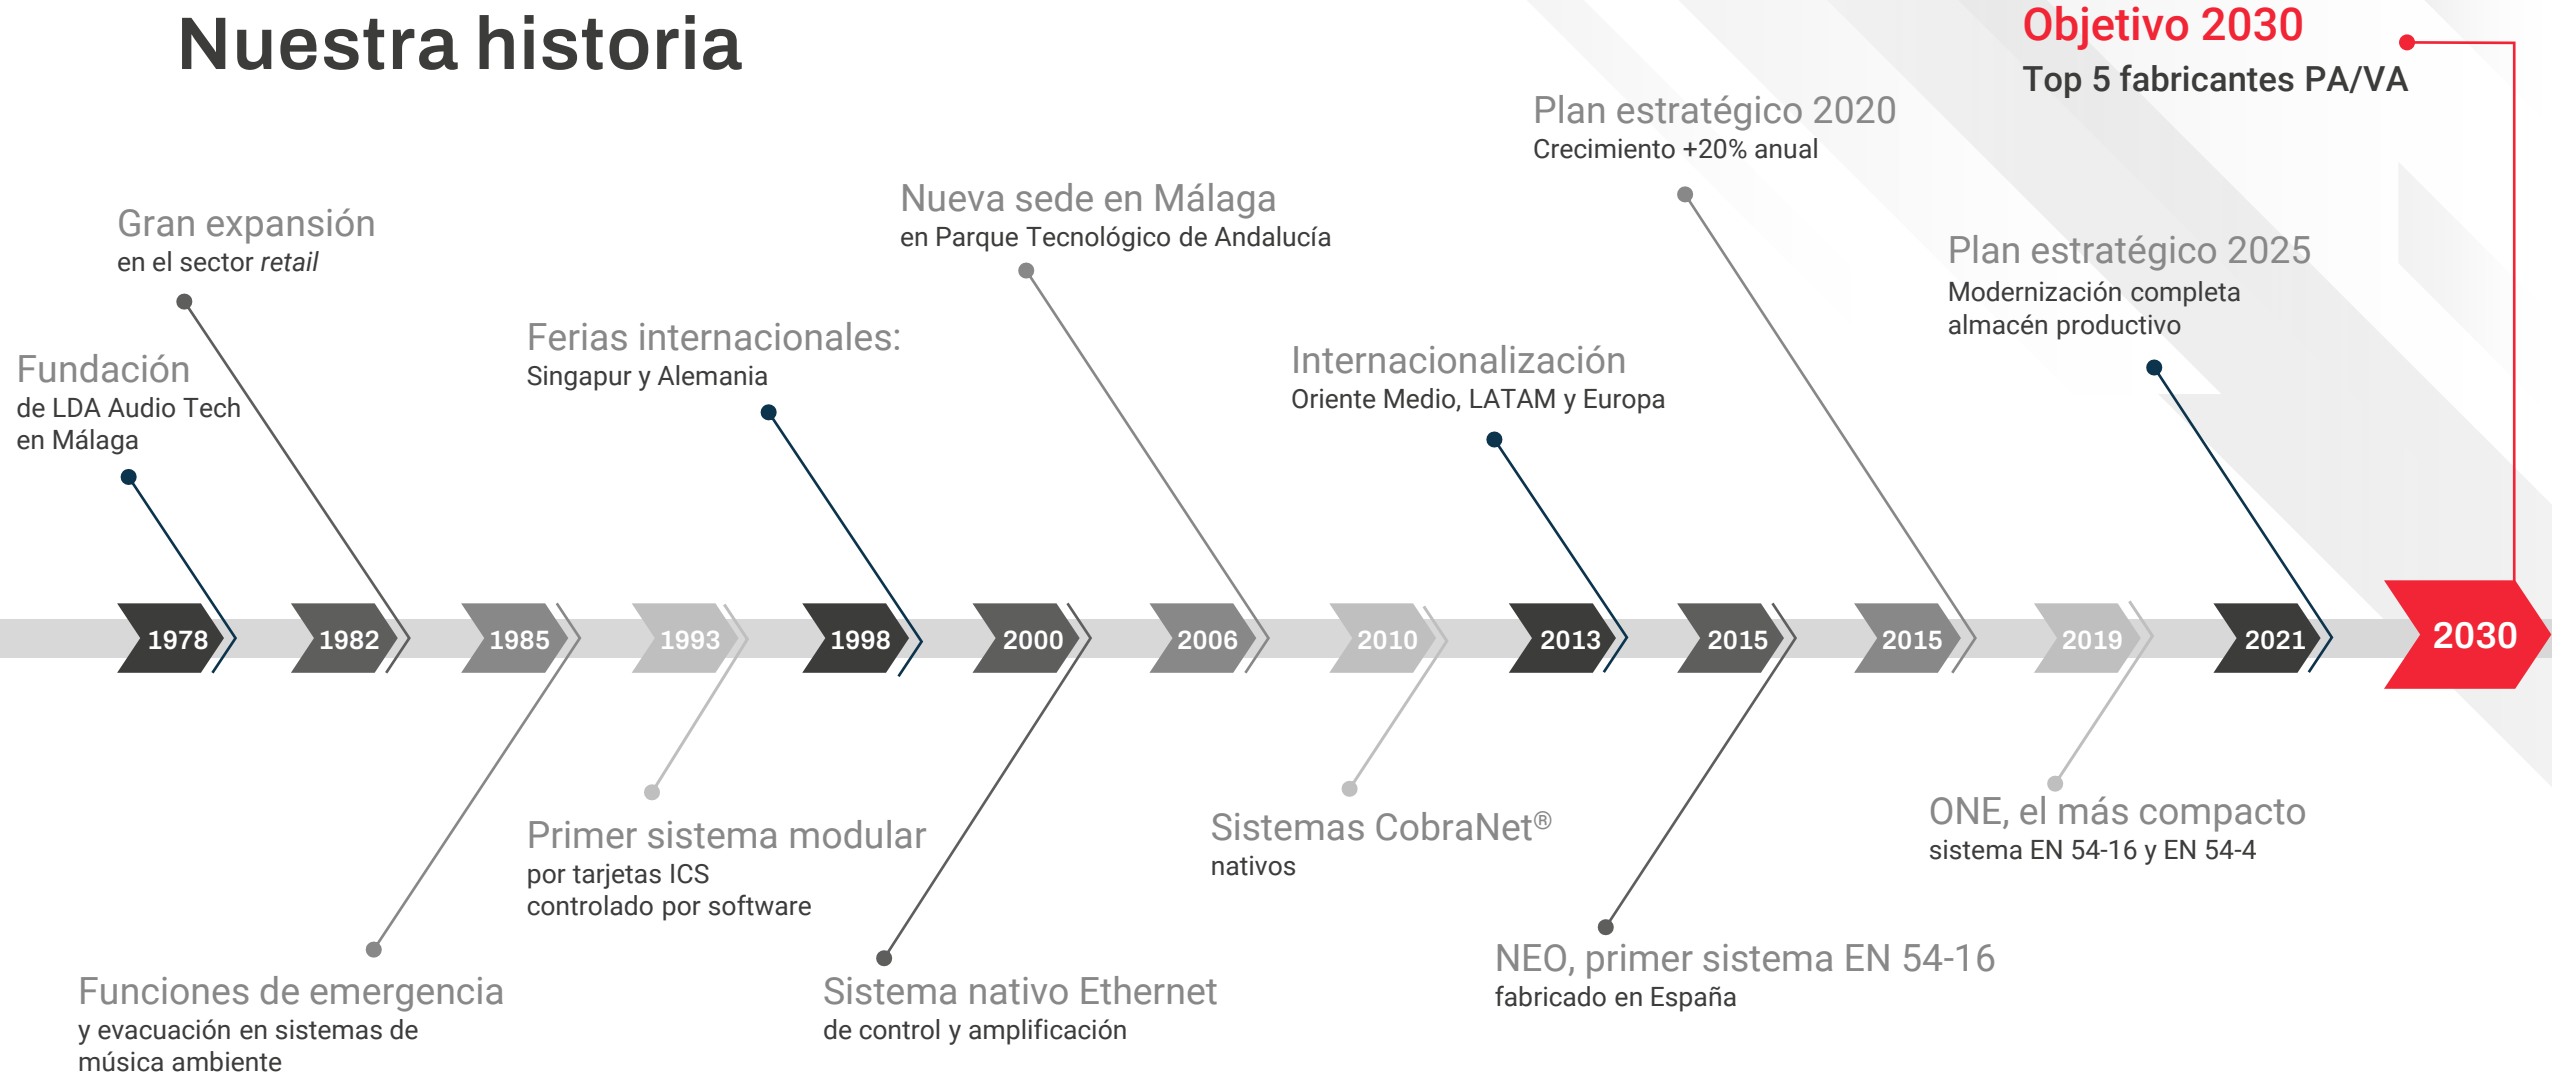 Nuestra historia
Objetivo 2030
Top 5 fabricantes PA/VA
Plan estratégico 2020
Crecimiento +20% anual
Nueva sede en Málaga
en Parque Tecnológico de Andalucía
Gran expansión
en el sector retail
Plan estratégico 2025
Modernización completa
almacén productivo
Ferias internacionales:
Singapur y Alemania
Internacionalización
Oriente Medio, LATAM y Europa
Fundación
de LDA Audio Tech
en Málaga
1978
1982
1985
1993
1998
2000
2006
2010
2013
2015
2015
2019
2021
2030
Primer sistema modular
por tarjetas ICS
controlado por software
Sistemas CobraNet®
nativos
ONE, el más compacto
sistema EN 54-16 y EN 54-4
NEO, primer sistema EN 54-16
fabricado en España
Funciones de emergencia
y evacuación en sistemas de
música ambiente
Sistema nativo Ethernet
de control y amplificación